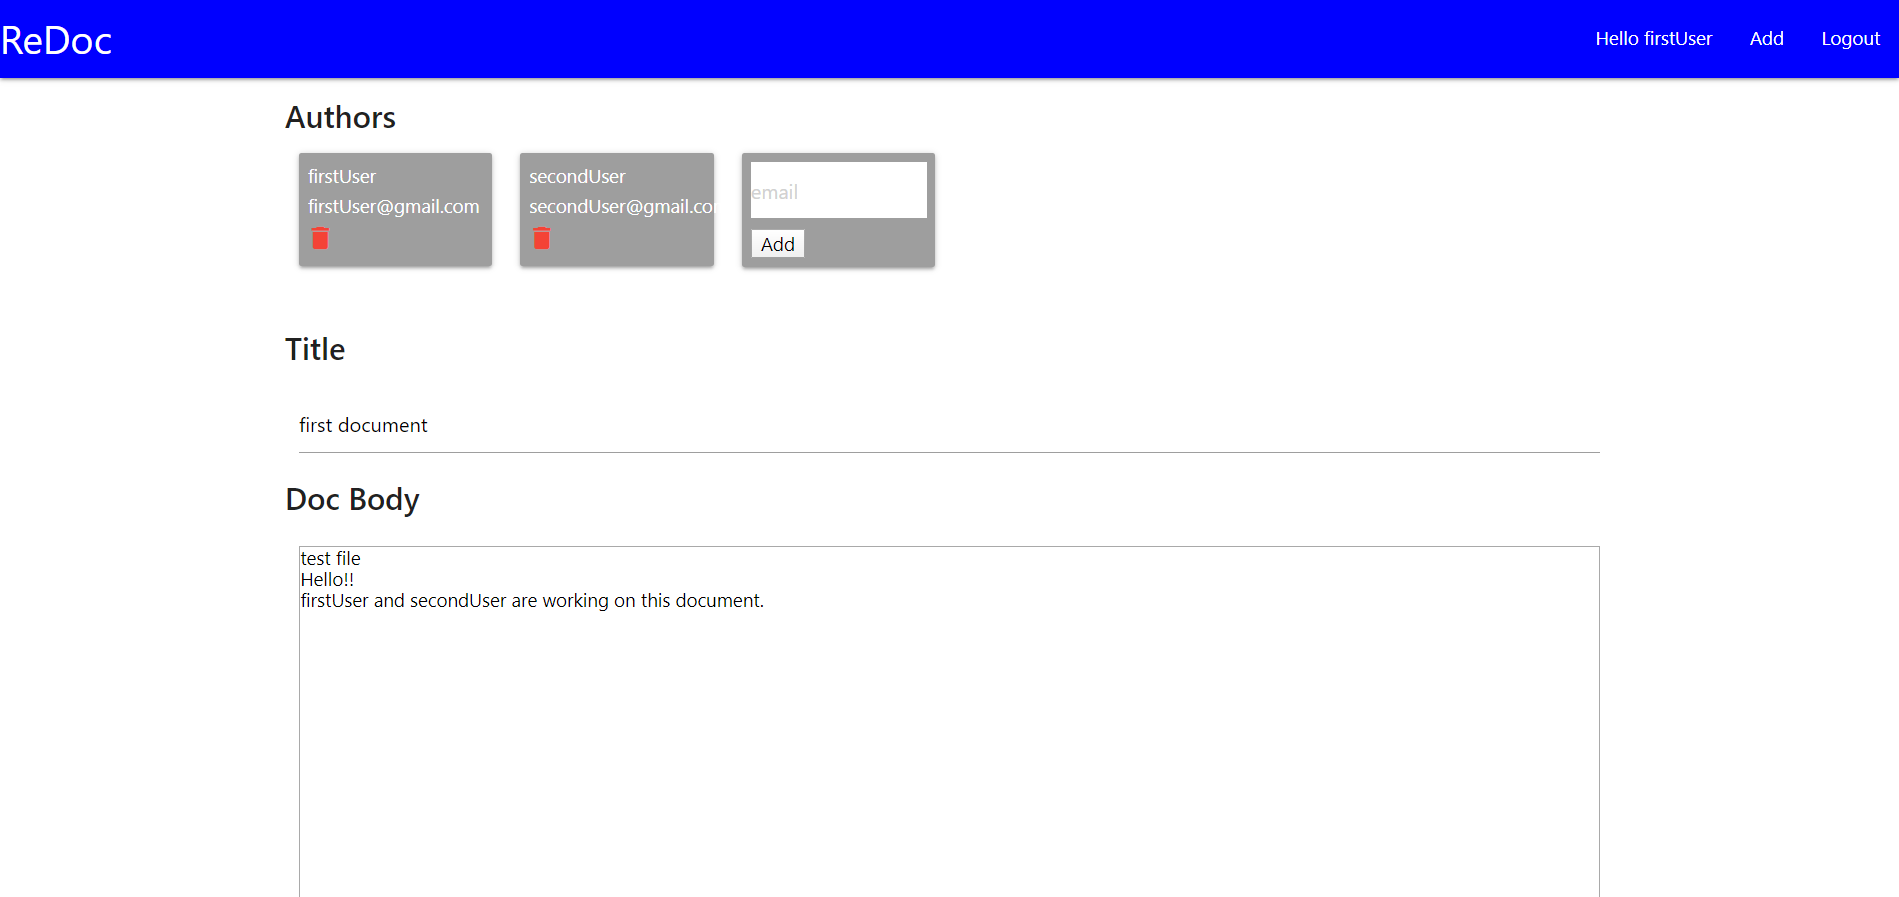 ReDoc
Hello firstUser Add Logout
Authors
firstUser
firstUser@gmail.com
secondUser
secondUser@gmail.co
email
Add
Title
first document
Doc Body
test file
Hello!!
firstUser and secondUser are working on this document.